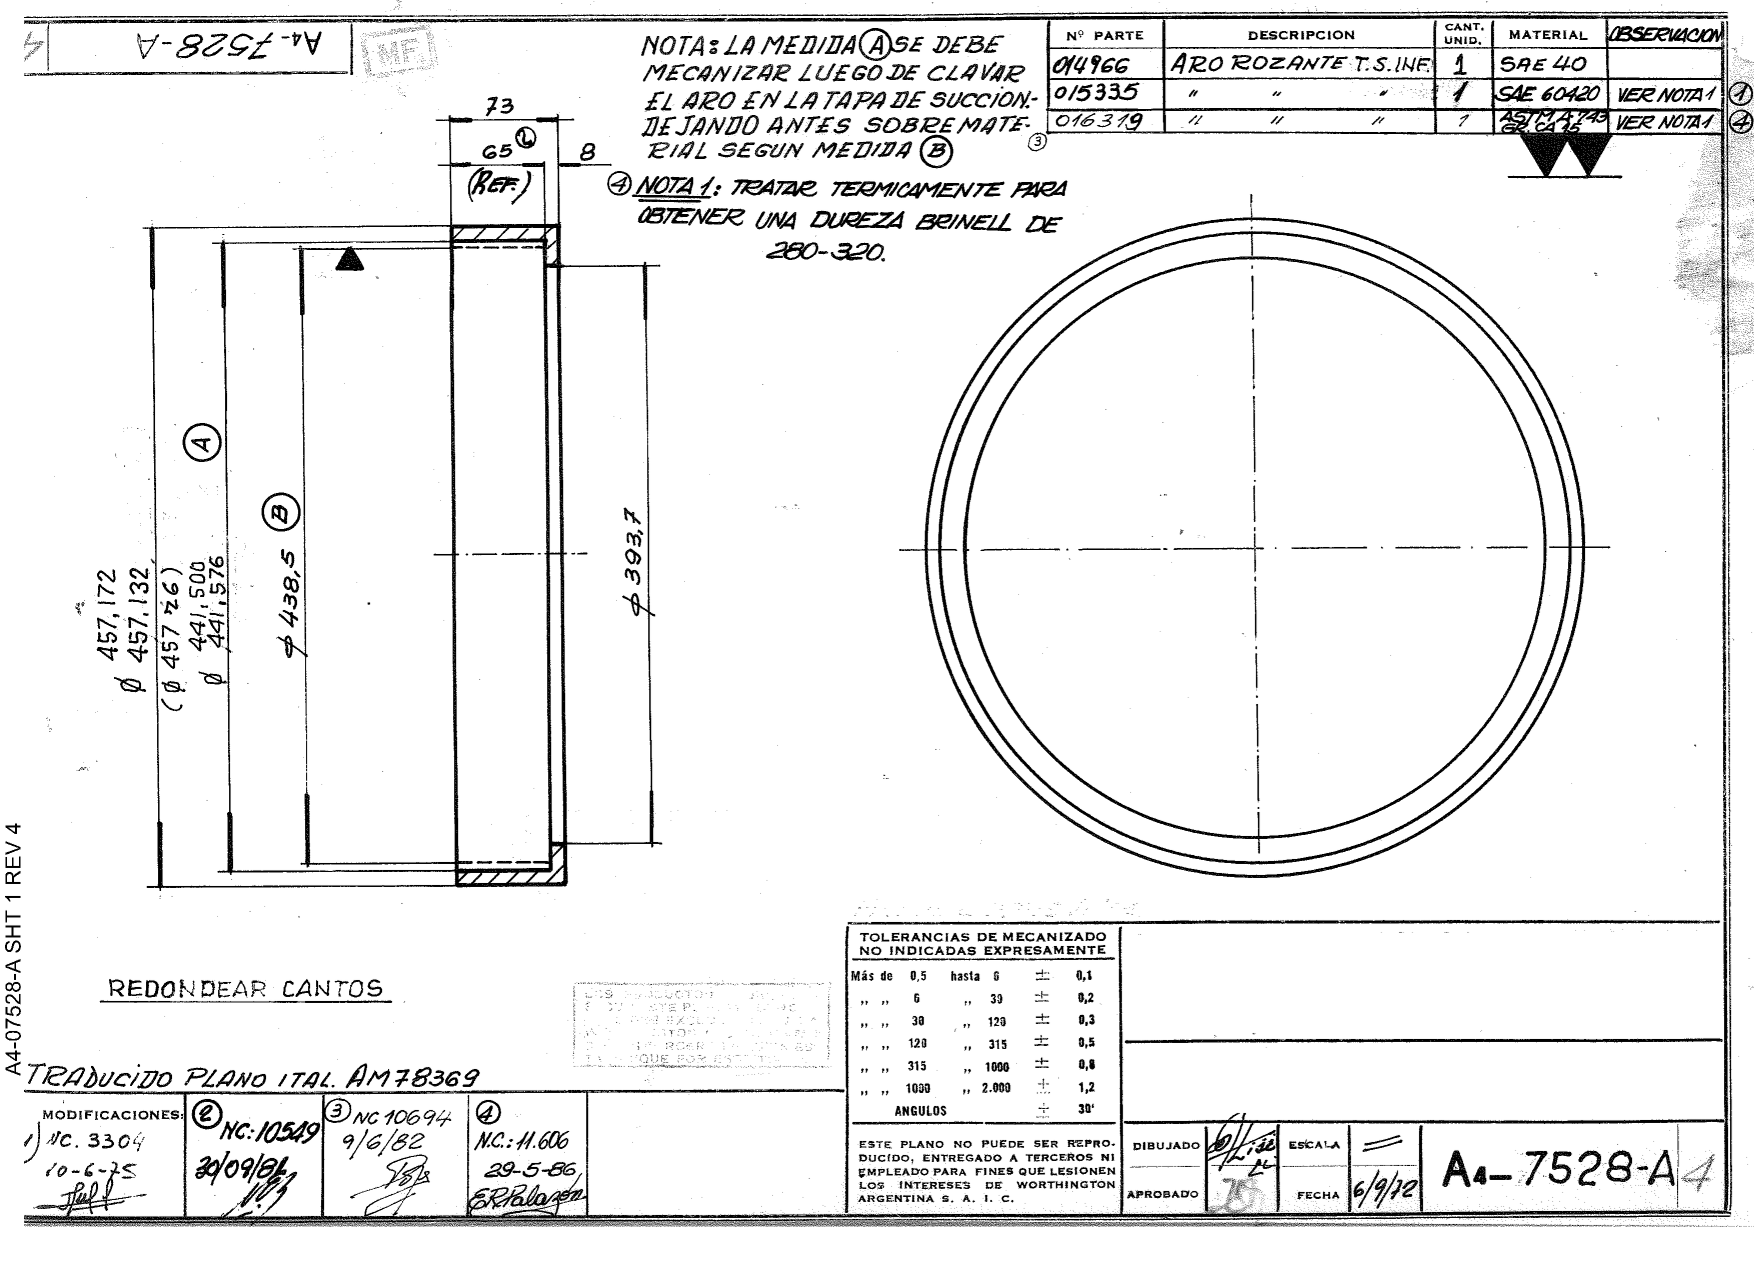 A4-7528-A
4
MF.
NOTA: LA MEDIDA (A) SE DEBE
MECANIZAR LUEGO DE CLAVAR
EL ARO EN LA TAPA DE SUCCION.-
DEJANDO ANTES SOBREMATE-
RIAL SEGUN MEDIDA (B)
3
4 NOTA 1: TRATAR TERMICAMENTE PARA
OBTENER UNA DUREZA BRINELL DE
280-320.
Nº PARTE DESCRIPCION CANT. UNID. MATERIAL OBSERVACION
014966 ARO ROZANTE T.S.INF. 1 SAE 40
015335 " " " 1 SAE 60420 VER NOTA 1 1
016319 " " " 1 ASTM A 743 GR. CA 15 VER NOTA 1 4
73
65 2
(REF.)
8
A
B
ϕ 457,172
457,132
(ϕ 457 z6)
ϕ 441,500
441,576
ϕ 438,5
ϕ 393,7
A4-07528-A SHT 1 REV 4
REDONDEAR CANTOS
TRADUCIDO PLANO ITAL. AM78369
MODIFICACIONES:
1) NC. 3304
10-6-75
2 NC:10549
30/09/81
3 NC 10694
9/6/82
4
N.C.: 11.606
29-5-86
E.R.Palazón
TOLERANCIAS DE MECANIZADO
NO INDICADAS EXPRESAMENTE
Más de 0,5 hasta 6 ± 0,1
,, ,, 6 ,, 30 ± 0,2
,, ,, 30 ,, 120 ± 0,3
,, ,, 120 ,, 315 ± 0,5
,, ,, 315 ,, 1000 ± 0,8
,, ,, 1000 ,, 2.000 ± 1,2
ANGULOS ± 30'
ESTE PLANO NO PUEDE SER REPRO-
DUCIDO, ENTREGADO A TERCEROS NI
EMPLEADO PARA FINES QUE LESIONEN
LOS INTERESES DE WORTHINGTON
ARGENTINA S. A. I. C.
DIBUJADO
APROBADO
ESCALA
FECHA 6/9/72
A4-7528-A 4